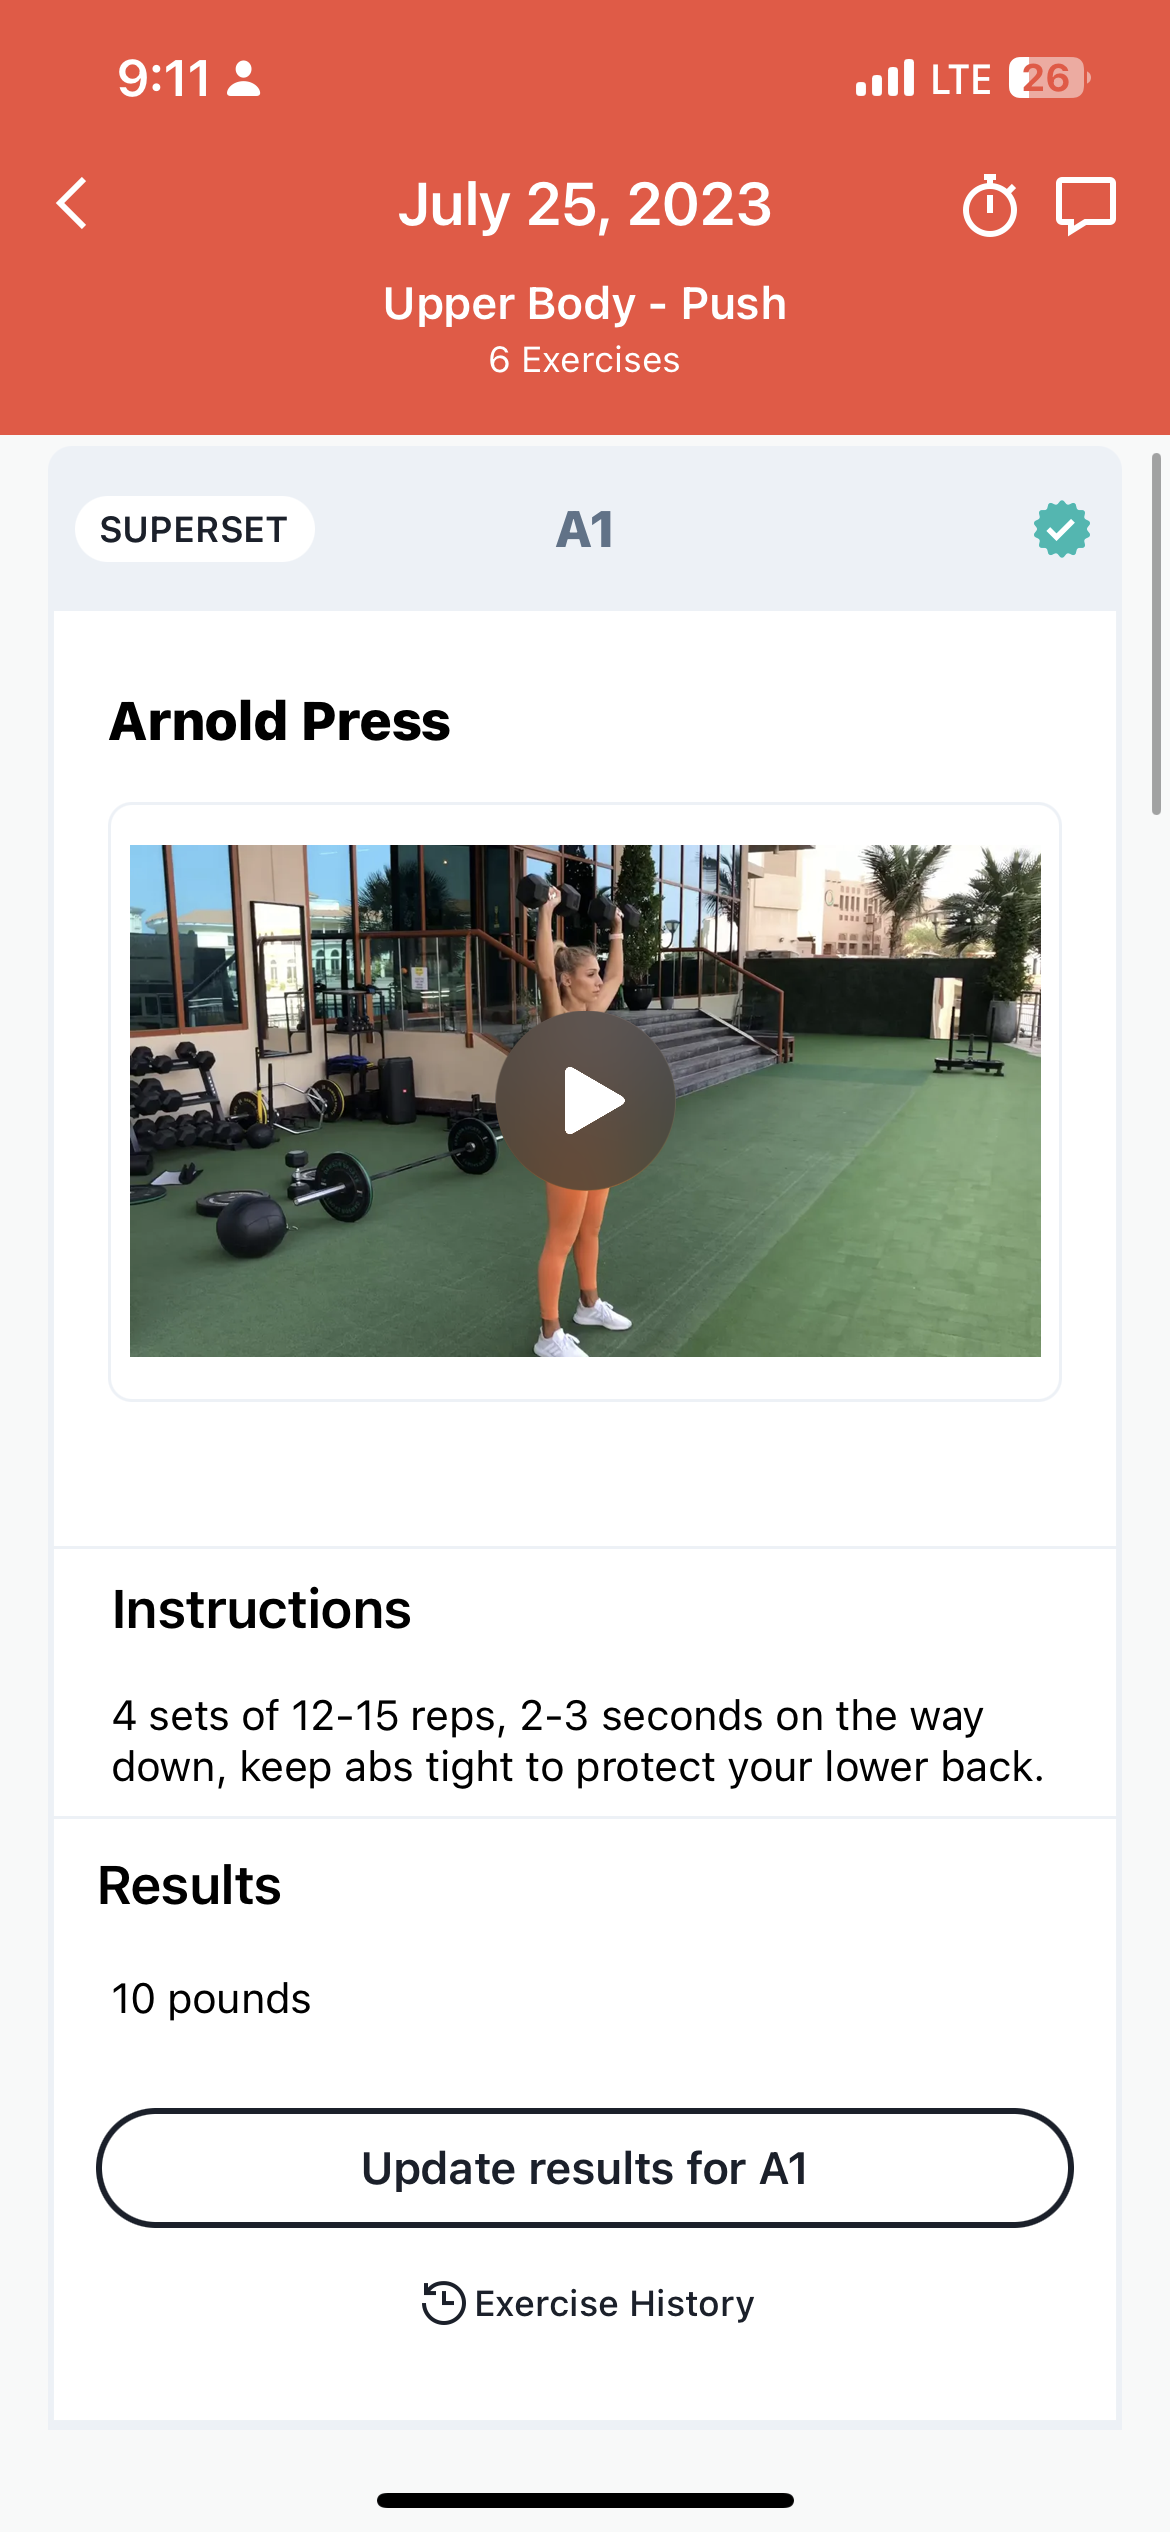 9:11
LTE
26
July 25, 2023
Upper Body - Push
6 Exercises
SUPERSET
A1
Arnold Press
Instructions
4 sets of 12-15 reps, 2-3 seconds on the way
down, keep abs tight to protect your lower back.
Results
10 pounds
Update results for A1
Exercise History